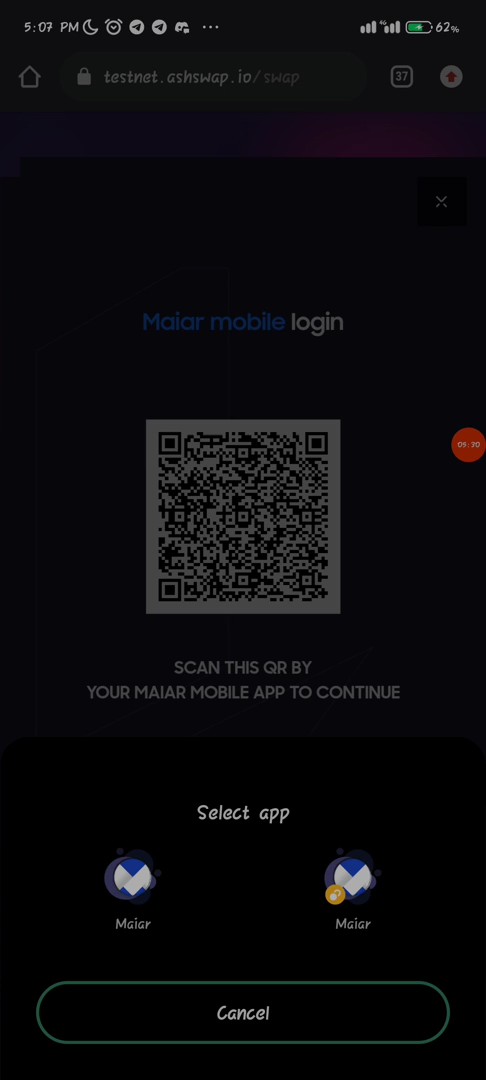 5:07 PM
4G
62%
testnet.ashswap.io/swap
37
Maiar mobile login
05:30
SCAN THIS QR BY
YOUR MAIAR MOBILE APP TO CONTINUE
Select app
Maiar
Maiar
Cancel